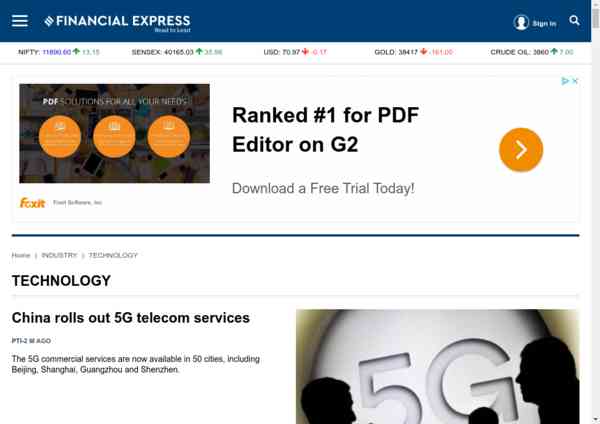 FINANCIAL EXPRESS
Read to Lead
Sign in
NIFTY: 11890.60 13.15 SENSEX: 40165.03 35.98 USD: 70.97 -0.17 GOLD: 38417 -161.00 CRUDE OIL: 3860 7.00
PDF SOLUTIONS FOR ALL YOUR NEEDS
Ranked #1 for PDF
Editor on G2
Download a Free Trial Today!
Foxit
Foxit Software, Inc
Home | INDUSTRY | TECHNOLOGY
TECHNOLOGY
China rolls out 5G telecom services
PTI-2 M AGO
The 5G commercial services are now available in 50 cities, including
Beijing, Shanghai, Guangzhou and Shenzhen.
5G